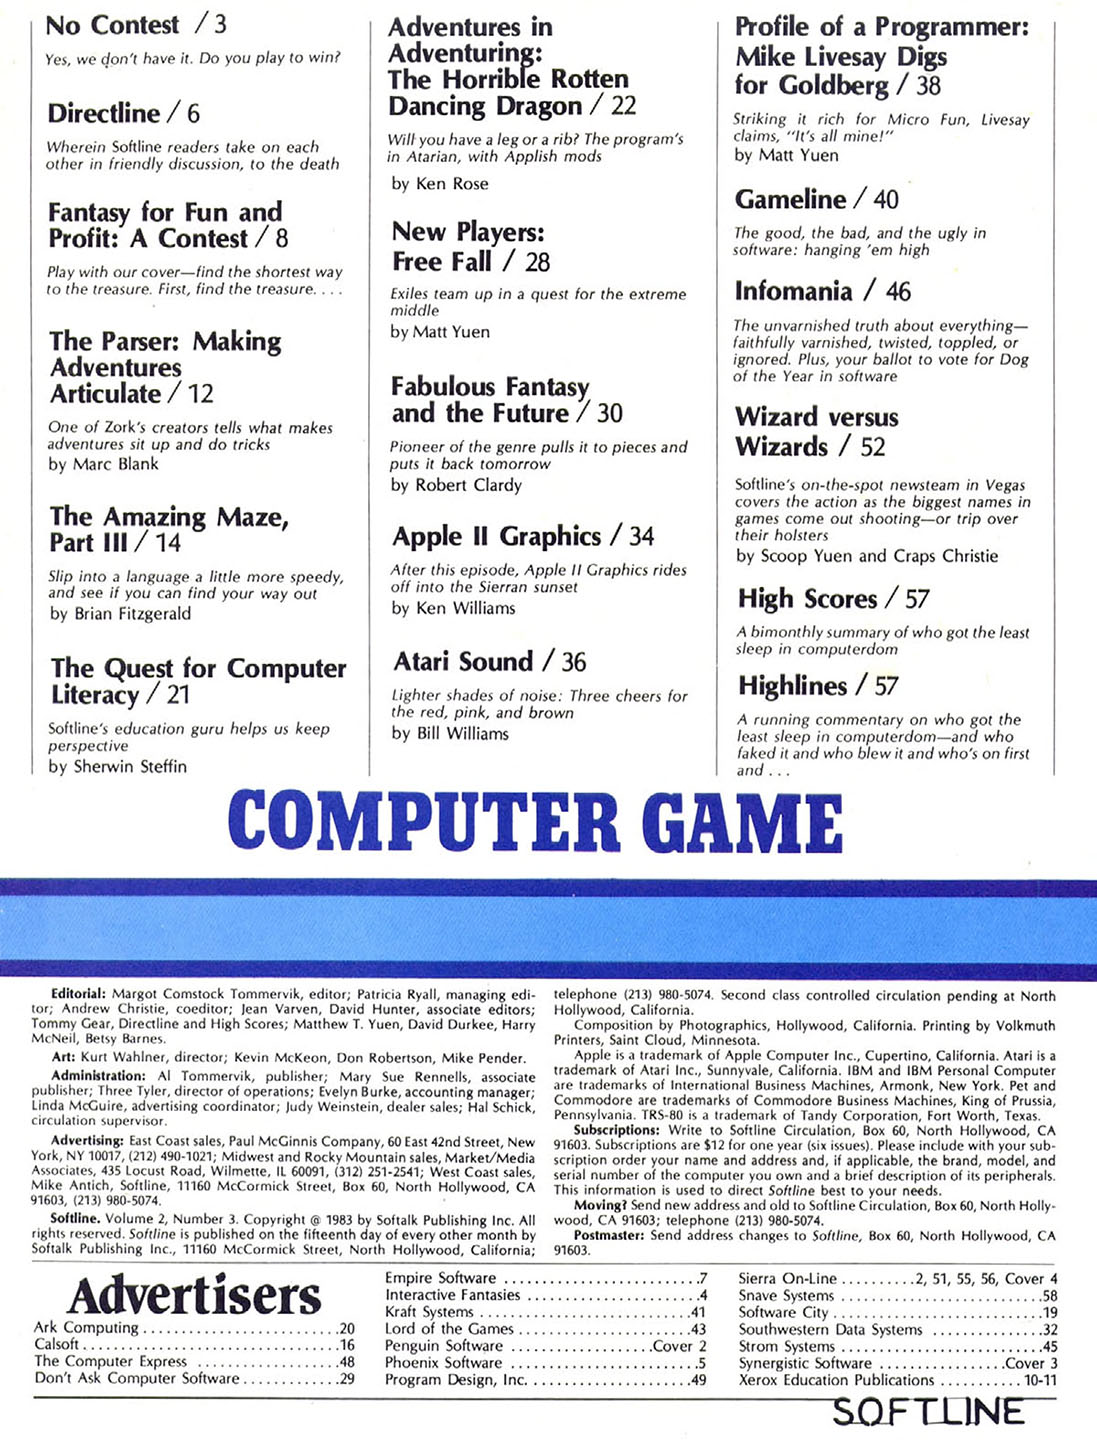 No Contest / 3
Yes, we don't have it. Do you play to win?
Directline / 6
Wherein Softline readers take on each
other in friendly discussion, to the death
Fantasy for Fun and
Profit: A Contest / 8
Play with our cover—find the shortest way
to the treasure. First, find the treasure. . . .
The Parser: Making
Adventures
Articulate / 12
One of Zork's creators tells what makes
adventures sit up and do tricks
by Marc Blank
The Amazing Maze,
Part III / 14
Slip into a language a little more speedy,
and see if you can find your way out
by Brian Fitzgerald
The Quest for Computer
Literacy / 21
Softline's education guru helps us keep
perspective
by Sherwin Steffin
Adventures in
Adventuring:
The Horrible Rotten
Dancing Dragon / 22
Will you have a leg or a rib? The program's
in Atarian, with Applish mods
by Ken Rose
New Players:
Free Fall / 28
Exiles team up in a quest for the extreme
middle
by Matt Yuen
Fabulous Fantasy
and the Future / 30
Pioneer of the genre pulls it to pieces and
puts it back tomorrow
by Robert Clardy
Apple II Graphics / 34
After this episode, Apple II Graphics rides
off into the Sierran sunset
by Ken Williams
Atari Sound / 36
Lighter shades of noise: Three cheers for
the red, pink, and brown
by Bill Williams
Profile of a Programmer:
Mike Livesay Digs
for Goldberg / 38
Striking it rich for Micro Fun, Livesay
claims, "It's all mine!"
by Matt Yuen
Gameline / 40
The good, the bad, and the ugly in
software: hanging 'em high
Infomania / 46
The unvarnished truth about everything—
faithfully varnished, twisted, toppled, or
ignored. Plus, your ballot to vote for Dog
of the Year in software
Wizard versus
Wizards / 52
Softline's on-the-spot newsteam in Vegas
covers the action as the biggest names in
games come out shooting—or trip over
their holsters
by Scoop Yuen and Craps Christie
High Scores / 57
A bimonthly summary of who got the least
sleep in computerdom
Highlines / 57
A running commentary on who got the
least sleep in computerdom—and who
faked it and who blew it and who's on first
and . . .
COMPUTER GAME
Editorial: Margot Comstock Tommervik, editor; Patricia Ryall, managing edi-
tor; Andrew Christie, coeditor; Jean Varven, David Hunter, associate editors;
Tommy Gear, Directline and High Scores; Matthew T. Yuen, David Durkee, Harry
McNeil, Betsy Barnes.
Art: Kurt Wahlner, director; Kevin McKeon, Don Robertson, Mike Pender.
Administration: Al Tommervik, publisher; Mary Sue Rennells, associate
publisher; Three Tyler, director of operations; Evelyn Burke, accounting manager;
Linda McGuire, advertising coordinator; Judy Weinstein, dealer sales; Hal Schick,
circulation supervisor.
Advertising: East Coast sales, Paul McGinnis Company, 60 East 42nd Street, New
York, NY 10017, (212) 490-1021; Midwest and Rocky Mountain sales, Market/Media
Associates, 435 Locust Road, Wilmette, IL 60091, (312) 251-2541; West Coast sales,
Mike Antich, Softline, 11160 McCormick Street, Box 60, North Hollywood, CA
91603, (213) 980-5074.
Softline. Volume 2, Number 3. Copyright @ 1983 by Softalk Publishing Inc. All
rights reserved. Softline is published on the fifteenth day of every other month by
Softalk Publishing Inc., 11160 McCormick Street, North Hollywood, California;
telephone (213) 980-5074. Second class controlled circulation pending at North
Hollywood, California.
Composition by Photographics, Hollywood, California. Printing by Volkmuth
Printers, Saint Cloud, Minnesota.
Apple is a trademark of Apple Computer Inc., Cupertino, California. Atari is a
trademark of Atari Inc., Sunnyvale, California. IBM and IBM Personal Computer
are trademarks of International Business Machines, Armonk, New York. Pet and
Commodore are trademarks of Commodore Business Machines, King of Prussia,
Pennsylvania. TRS-80 is a trademark of Tandy Corporation, Fort Worth, Texas.
Subscriptions: Write to Softline Circulation, Box 60, North Hollywood, CA
91603. Subscriptions are $12 for one year (six issues). Please include with your sub-
scription order your name and address and, if applicable, the brand, model, and
serial number of the computer you own and a brief description of its peripherals.
This information is used to direct Softline best to your needs.
Moving? Send new address and old to Softline Circulation, Box 60, North Holly-
wood, CA 91603; telephone (213) 980-5074.
Postmaster: Send address changes to Softline, Box 60, North Hollywood, CA
91603.
Advertisers
Ark Computing . . . . . . . . . . 20
Calsoft . . . . . . . . . . 16
The Computer Express . . . . . . . . . . 48
Don't Ask Computer Software . . . . . . . . . . 29
Empire Software . . . . . . . . . . 7
Interactive Fantasies . . . . . . . . . . 4
Kraft Systems . . . . . . . . . . 41
Lord of the Games . . . . . . . . . . 43
Penguin Software . . . . . . . . . . Cover 2
Phoenix Software . . . . . . . . . . 5
Program Design, Inc. . . . . . . . . . . 49
Sierra On-Line . . . . . . . . . . 2, 51, 55, 56, Cover 4
Snave Systems . . . . . . . . . . 58
Software City . . . . . . . . . . 19
Southwestern Data Systems . . . . . . . . . . 32
Strom Systems . . . . . . . . . . 45
Synergistic Software . . . . . . . . . . Cover 3
Xerox Education Publications . . . . . . . . . . 10-11
SOFTLINE